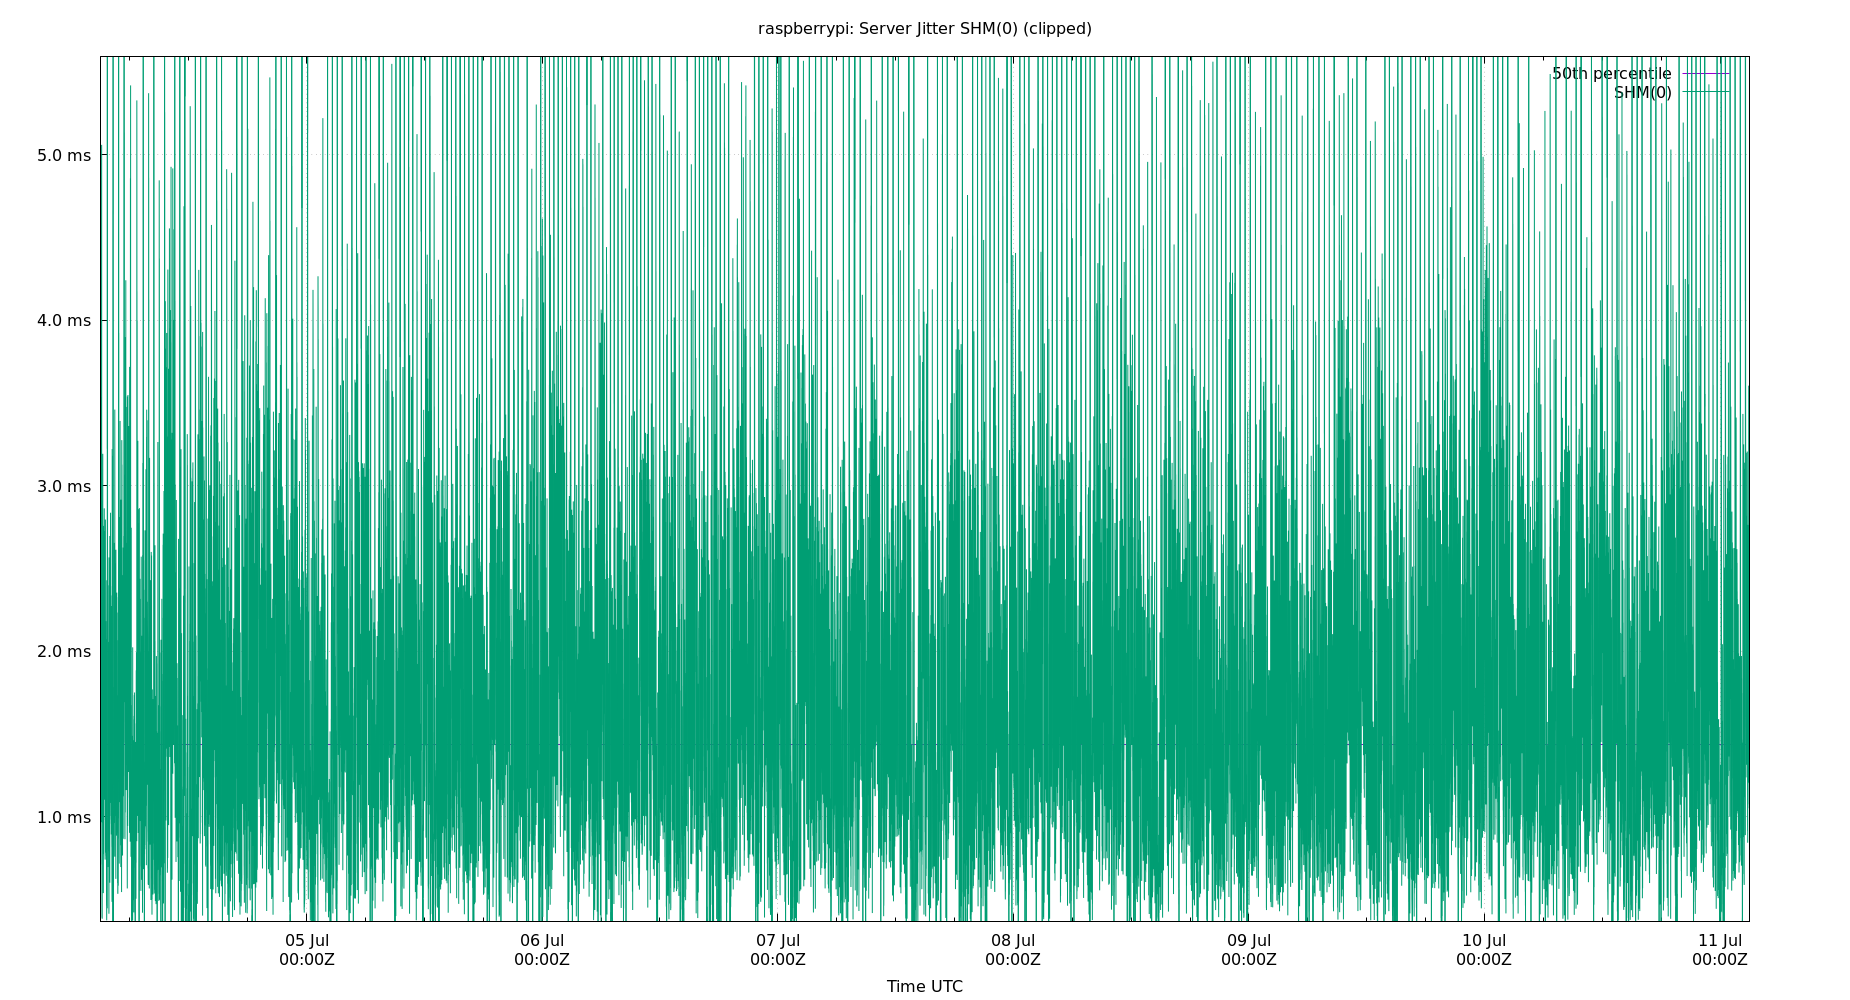 raspberrypi: Server Jitter SHM(0) (clipped)
50th percentile
SHM(0)
5.0 ms
4.0 ms
3.0 ms
2.0 ms
1.0 ms
05 Jul 06 Jul 07 Jul 08 Jul 09 Jul 10 Jul 11 Jul
00:00Z 00:00Z 00:00Z 00:00Z 00:00Z 00:00Z 00:00Z
Time UTC